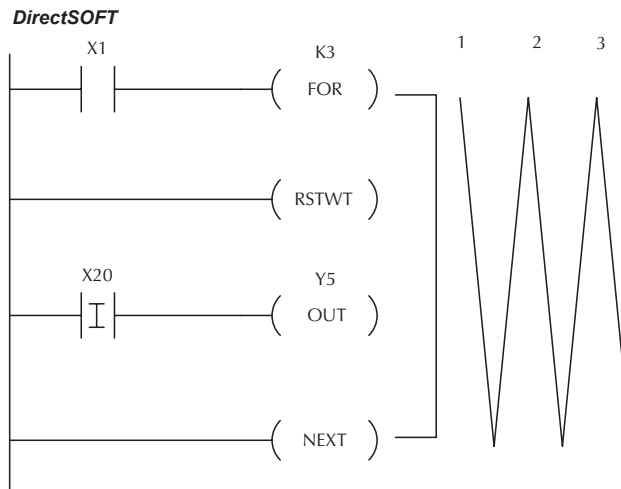 DirectSOFT
X1
K3
FOR
1 2 3
RSTWT
X20
I
Y5
OUT
NEXT